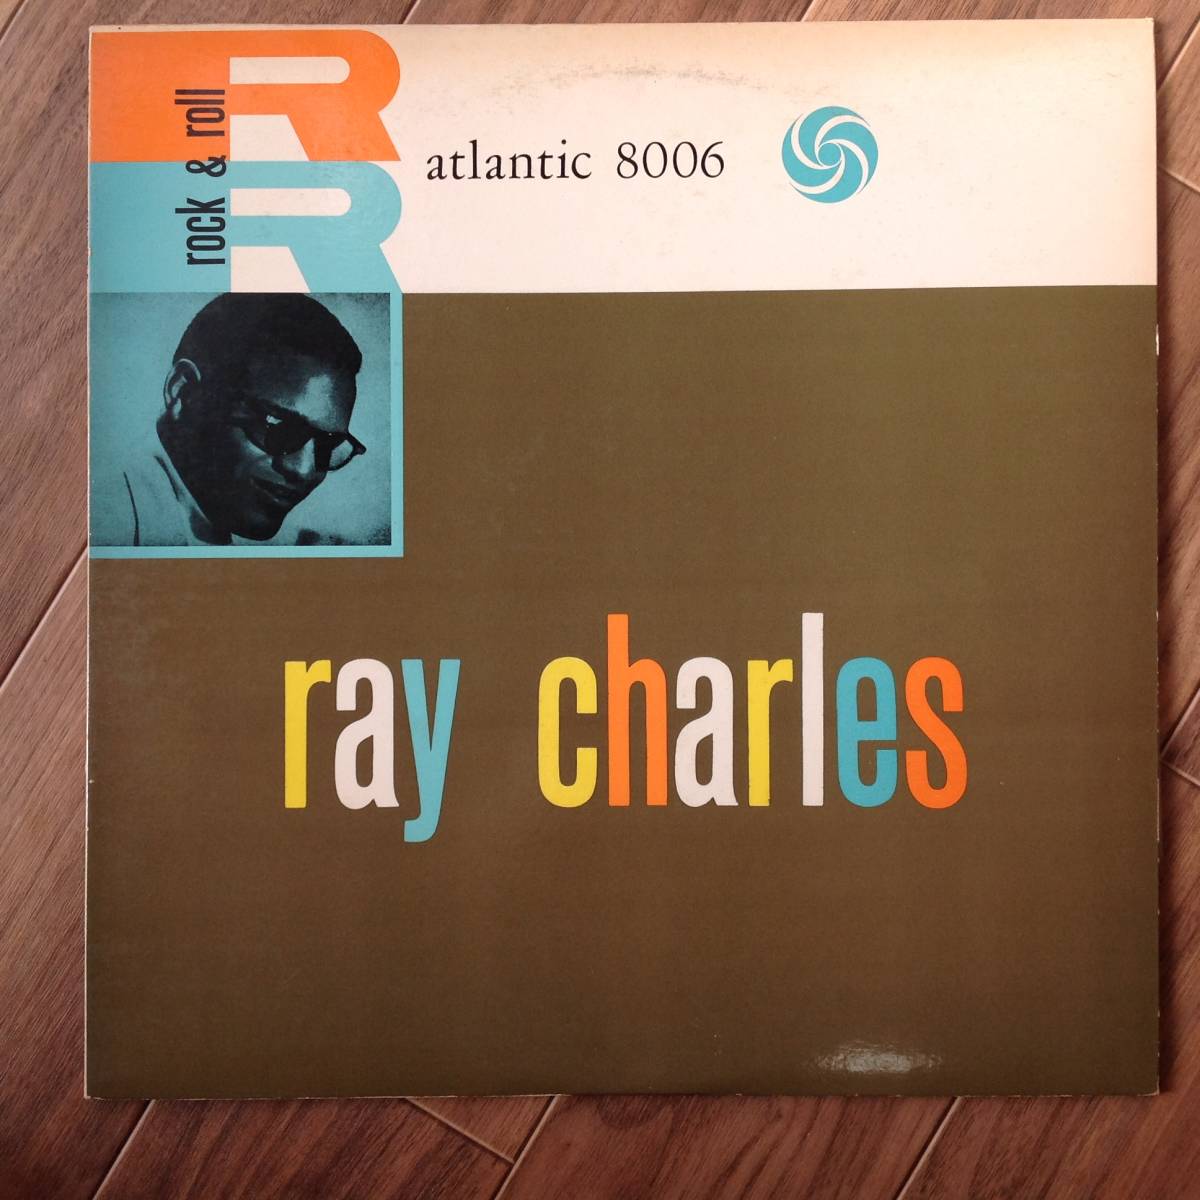 RR
rock & roll
atlantic 8006
ray charles